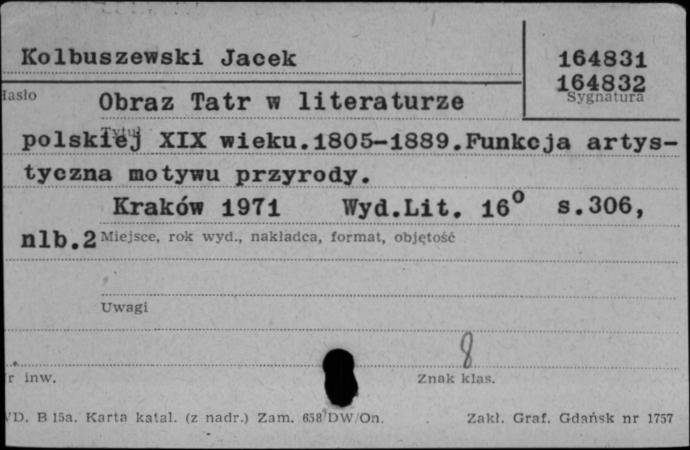 Kolbuszewski Jacek
164831
164832
Sygnatura
Hasło
Obraz Tatr w literaturze
Tytuł
polskiej XIX wieku.1805-1889.Funkcja artys-
tyczna motywu przyrody.
Kraków 1971 Wyd.Lit. 16° s.306,
nlb.2 Miejsce, rok wyd., nakładca, format, objętość
Uwagi
8
r inw. Znak klas.
D. B 15a. Karta katal. (z nadr.) Zam. 658/DW/On. Zakł. Graf. Gdańsk nr 1757